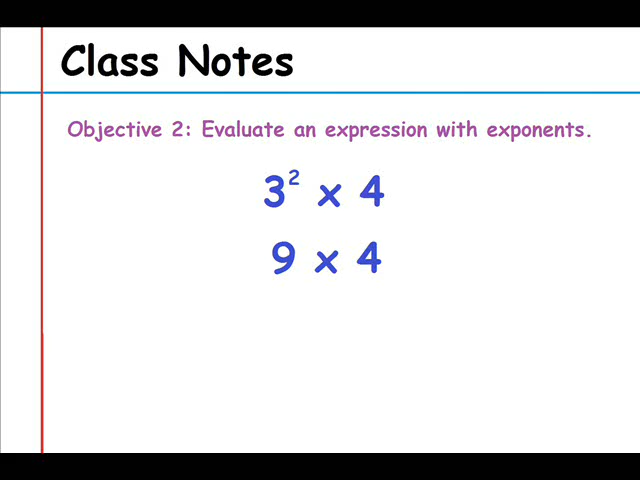 Class Notes
Objective 2: Evaluate an expression with exponents.
3² x 4
9 x 4